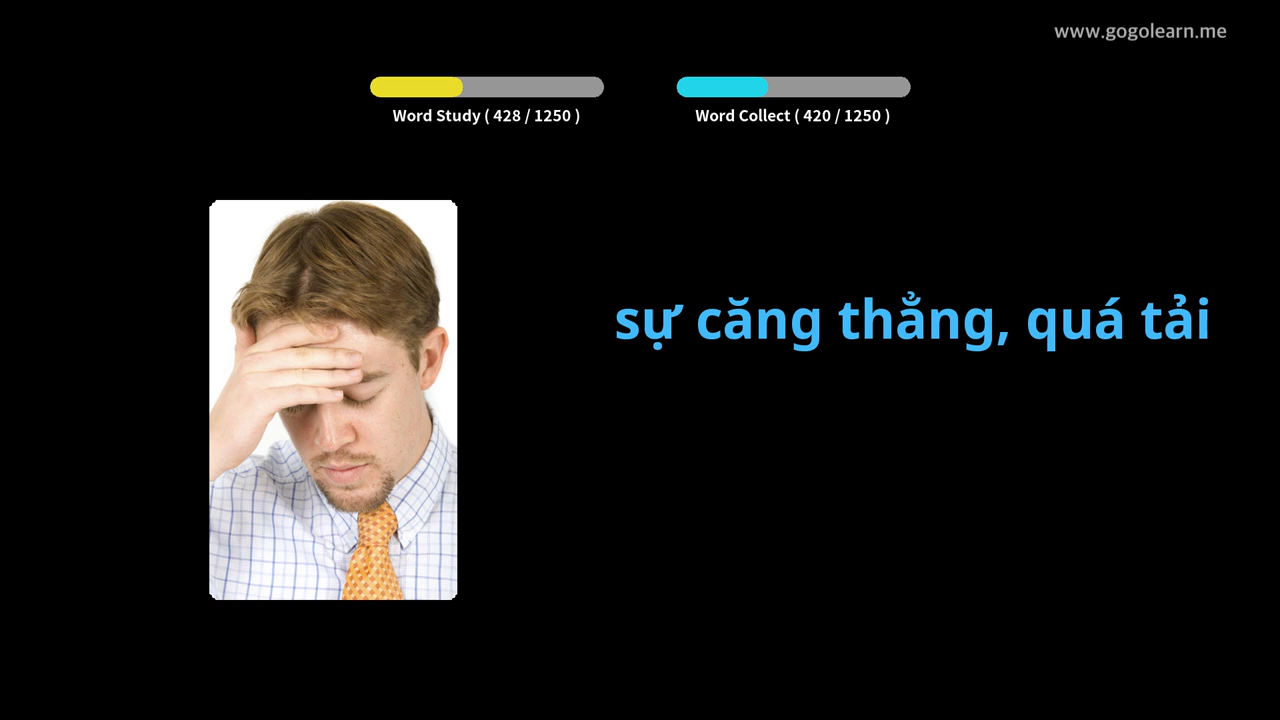 www.gogolearn.me
Word Study ( 428 / 1250 )
Word Collect ( 420 / 1250 )
sự căng thẳng, quá tải